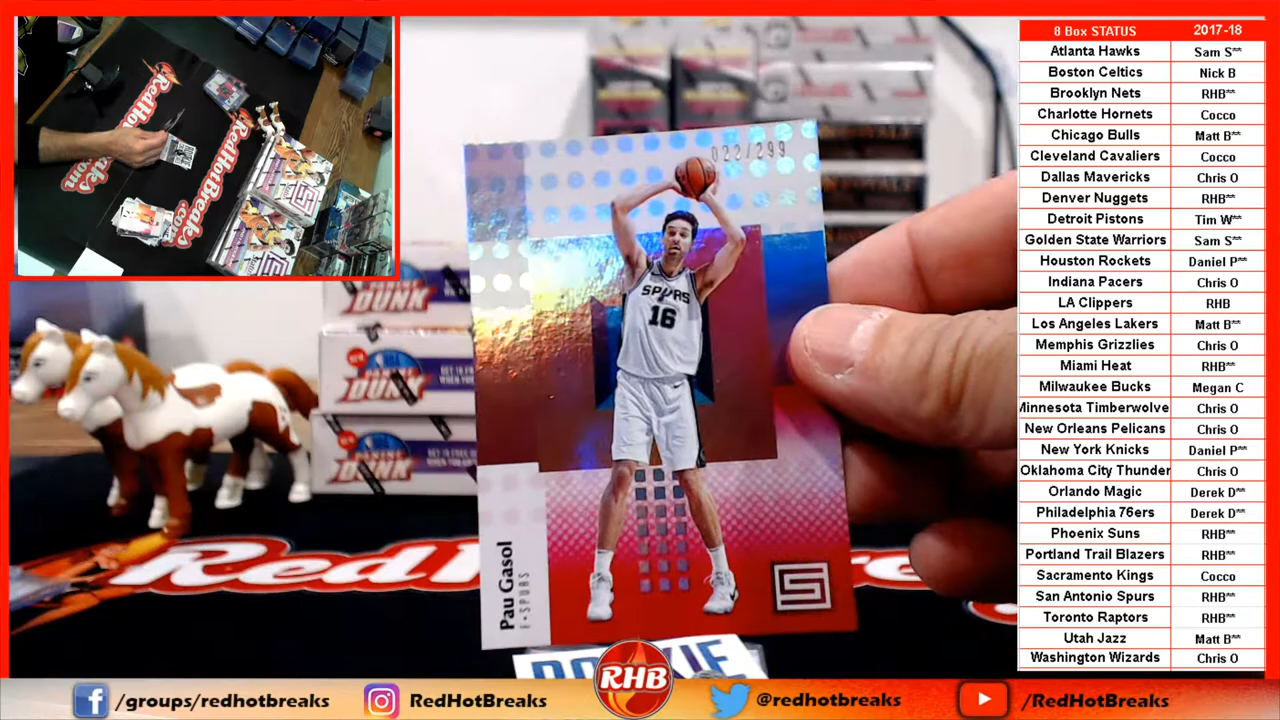 8 Box STATUS 2017-18
Atlanta Hawks Sam S**
Boston Celtics Nick B
Brooklyn Nets RHB**
Charlotte Hornets Cocco
Chicago Bulls Matt B**
Cleveland Cavaliers Cocco
Dallas Mavericks Chris O
Denver Nuggets RHB**
Detroit Pistons Tim W**
Golden State Warriors Sam S**
Houston Rockets Daniel P**
Indiana Pacers Chris O
LA Clippers RHB
Los Angeles Lakers Matt B**
Memphis Grizzlies Chris O
Miami Heat RHB**
Milwaukee Bucks Megan C
Minnesota Timberwolve Chris O
New Orleans Pelicans Chris O
New York Knicks Daniel P**
Oklahoma City Thunder Chris O
Orlando Magic Derek D**
Philadelphia 76ers Derek D**
Phoenix Suns RHB**
Portland Trail Blazers RHB**
Sacramento Kings Cocco
San Antonio Spurs RHB**
Toronto Raptors RHB**
Utah Jazz Matt B**
Washington Wizards Chris O
RedHotBreaks
.com
022/299
SPURS
16
Pau Gasol
F • SPURS
S
DUNK
PANINI
DUNK
PANINI
DUNK
RedH
ROOKIE
RHB
/groups/redhotbreaks
RedHotBreaks
@redhotbreaks
/RedHotBreaks